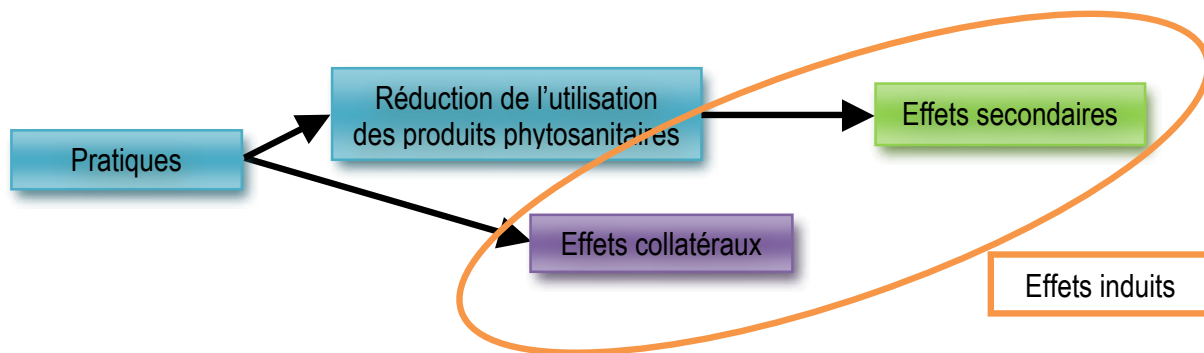 Réduction de l’utilisation
des produits phytosanitaires
Effets secondaires
Pratiques
Effets collatéraux
Effets induits